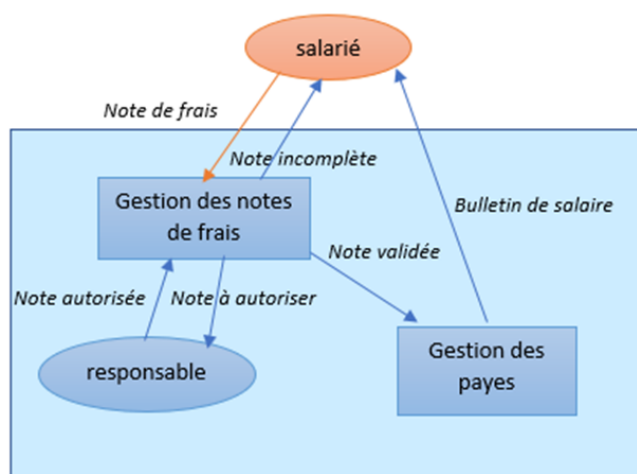 salarié
Note de frais
Note incomplète
Gestion des notes
de frais
Bulletin de salaire
Note validée
Note autorisée
Note à autoriser
Gestion des
payes
responsable